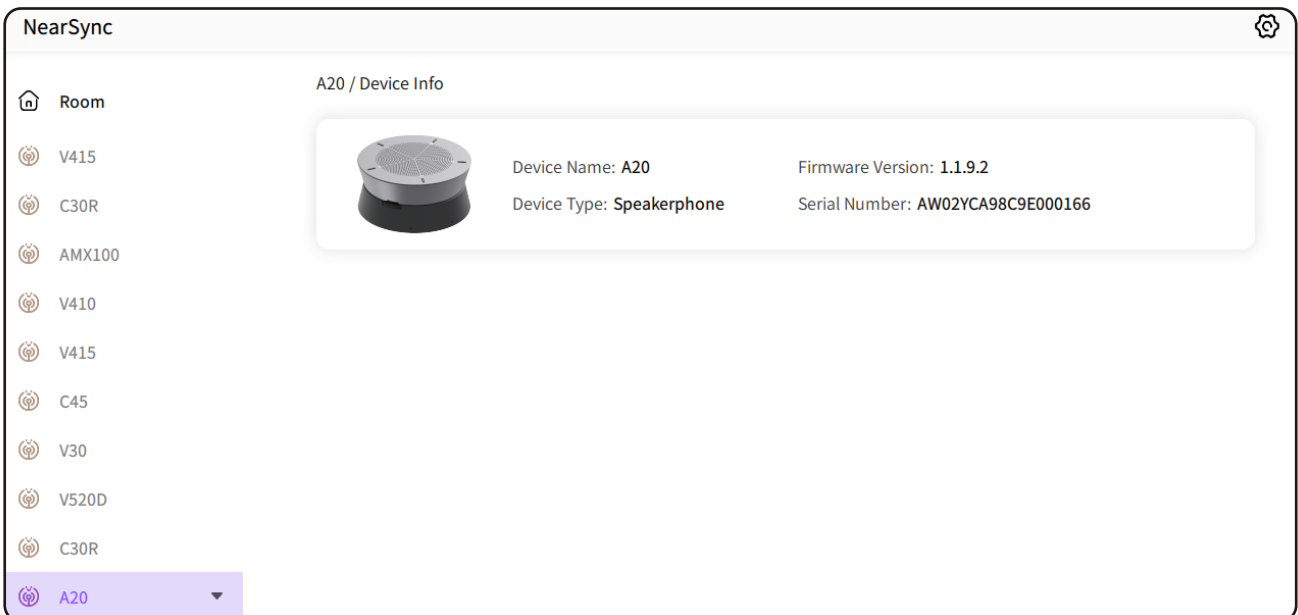 NearSync
Room
V415
C30R
AMX100
V410
V415
C45
V30
V520D
C30R
A20
A20 / Device Info
Device Name: A20
Firmware Version: 1.1.9.2
Device Type: Speakerphone
Serial Number: AW02YCA98C9E000166